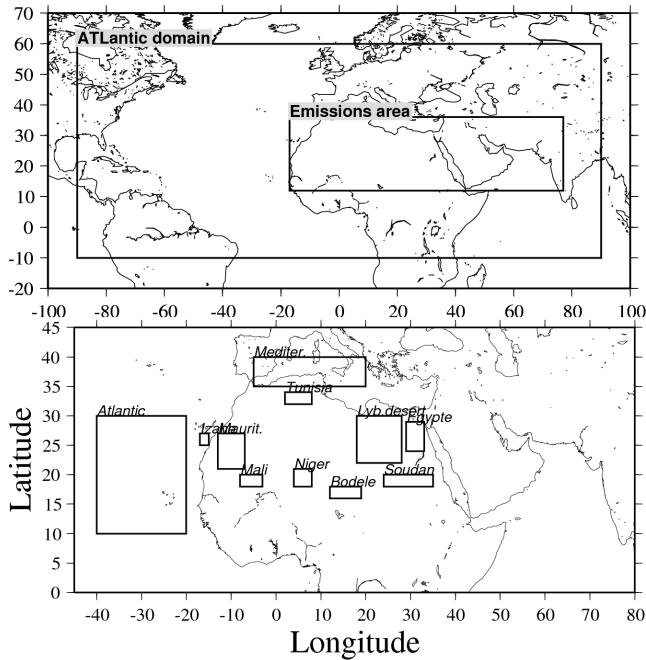 70
60
50
40
30
20
10
0
-10
-20
ATLantic domain
Emissions area
-100 -80 -60 -40 -20 0 20 40 60 80 100
45
40
35
30
25
20
15
10
5
0
Latitude
Mediter.
Tunisia
Atlantic
Lyb.desert
Egypte
Izana
Maurit.
Mali
Niger
Bodele
Soudan
-40 -30 -20 -10 0 10 20 30 40 50 60 70 80
Longitude